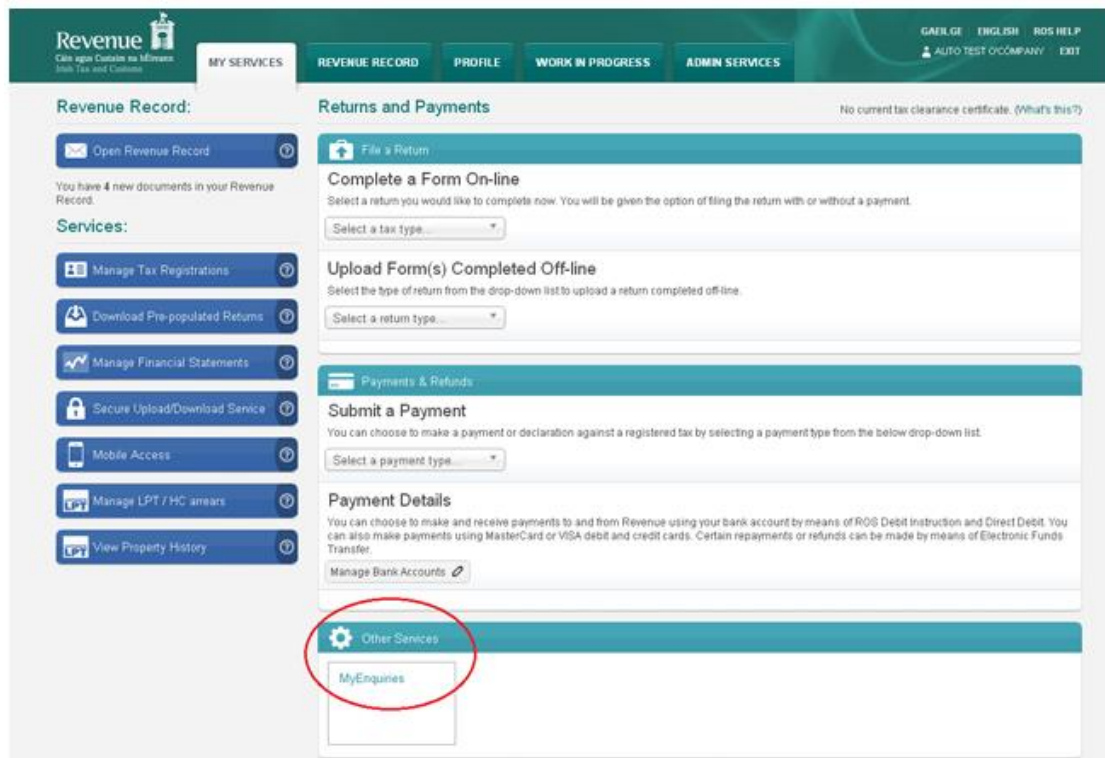 Revenue
Cáin agus Custaim na hÉireann
Irish Tax and Customs
MY SERVICES
REVENUE RECORD
PROFILE
WORK IN PROGRESS
ADMIN SERVICES
GAEILGE ENGLISH ROS HELP
AUTO TEST O'CÓMPANY EXIT
Revenue Record:
Open Revenue Record
You have 4 new documents in your Revenue
Record.
Services:
Manage Tax Registrations
Download Pre-populated Returns
Manage Financial Statements
Secure Upload/Download Service
Mobile Access
LPT Manage LPT / HC arrears
LPT View Property History
Returns and Payments
No current tax clearance certificate. (What's this?)
File a Return
Complete a Form On-line
Select a return you would like to complete now. You will be given the option of filing the return with or without a payment.
Select a tax type...
Upload Form(s) Completed Off-line
Select the type of return from the drop-down list to upload a return completed off-line.
Select a return type...
Payments & Refunds
Submit a Payment
You can choose to make a payment or declaration against a registered tax by selecting a payment type from the below drop-down list.
Select a payment type...
Payment Details
You can choose to make and receive payments to and from Revenue using your bank account by means of ROS Debit Instruction and Direct Debit. You
can also make payments using MasterCard or VISA debit and credit cards. Certain repayments or refunds can be made by means of Electronic Funds
Transfer.
Manage Bank Accounts
Other Services
MyEnquiries